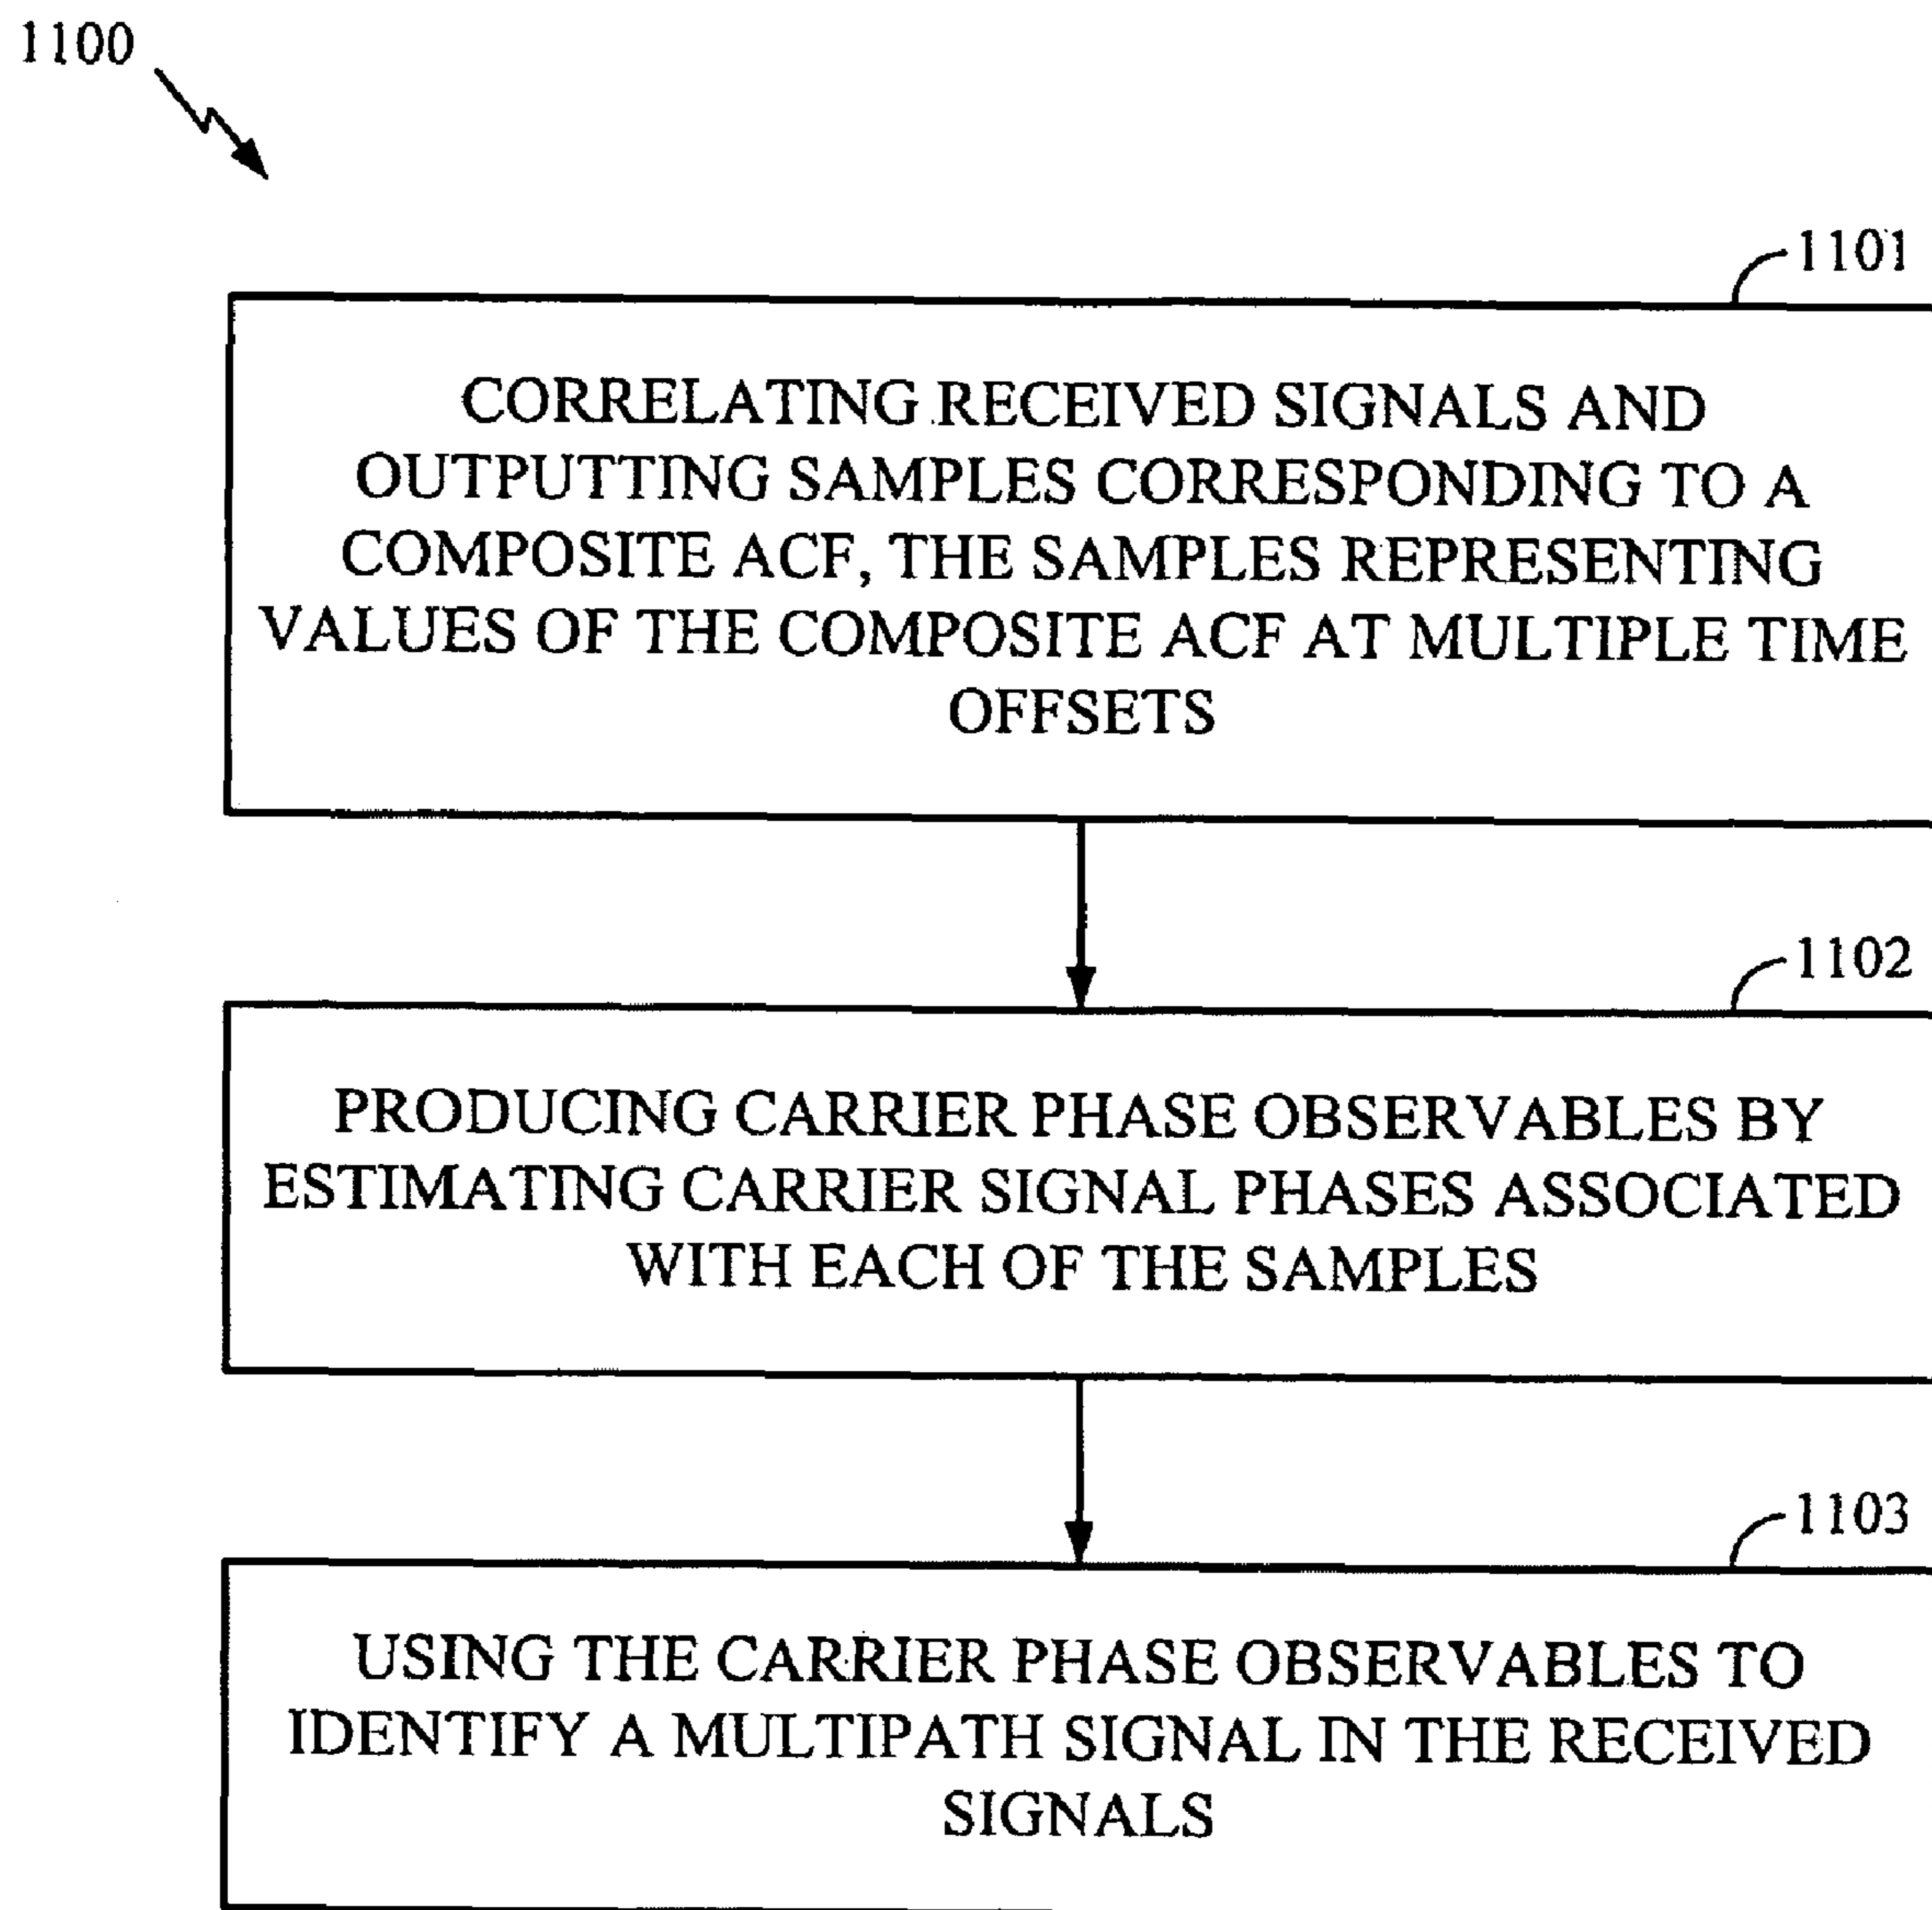 1100
1101
CORRELATING RECEIVED SIGNALS AND
OUTPUTTING SAMPLES CORRESPONDING TO A
COMPOSITE ACF, THE SAMPLES REPRESENTING
VALUES OF THE COMPOSITE ACF AT MULTIPLE TIME
OFFSETS
1102
PRODUCING CARRIER PHASE OBSERVABLES BY
ESTIMATING CARRIER SIGNAL PHASES ASSOCIATED
WITH EACH OF THE SAMPLES
1103
USING THE CARRIER PHASE OBSERVABLES TO
IDENTIFY A MULTIPATH SIGNAL IN THE RECEIVED
SIGNALS